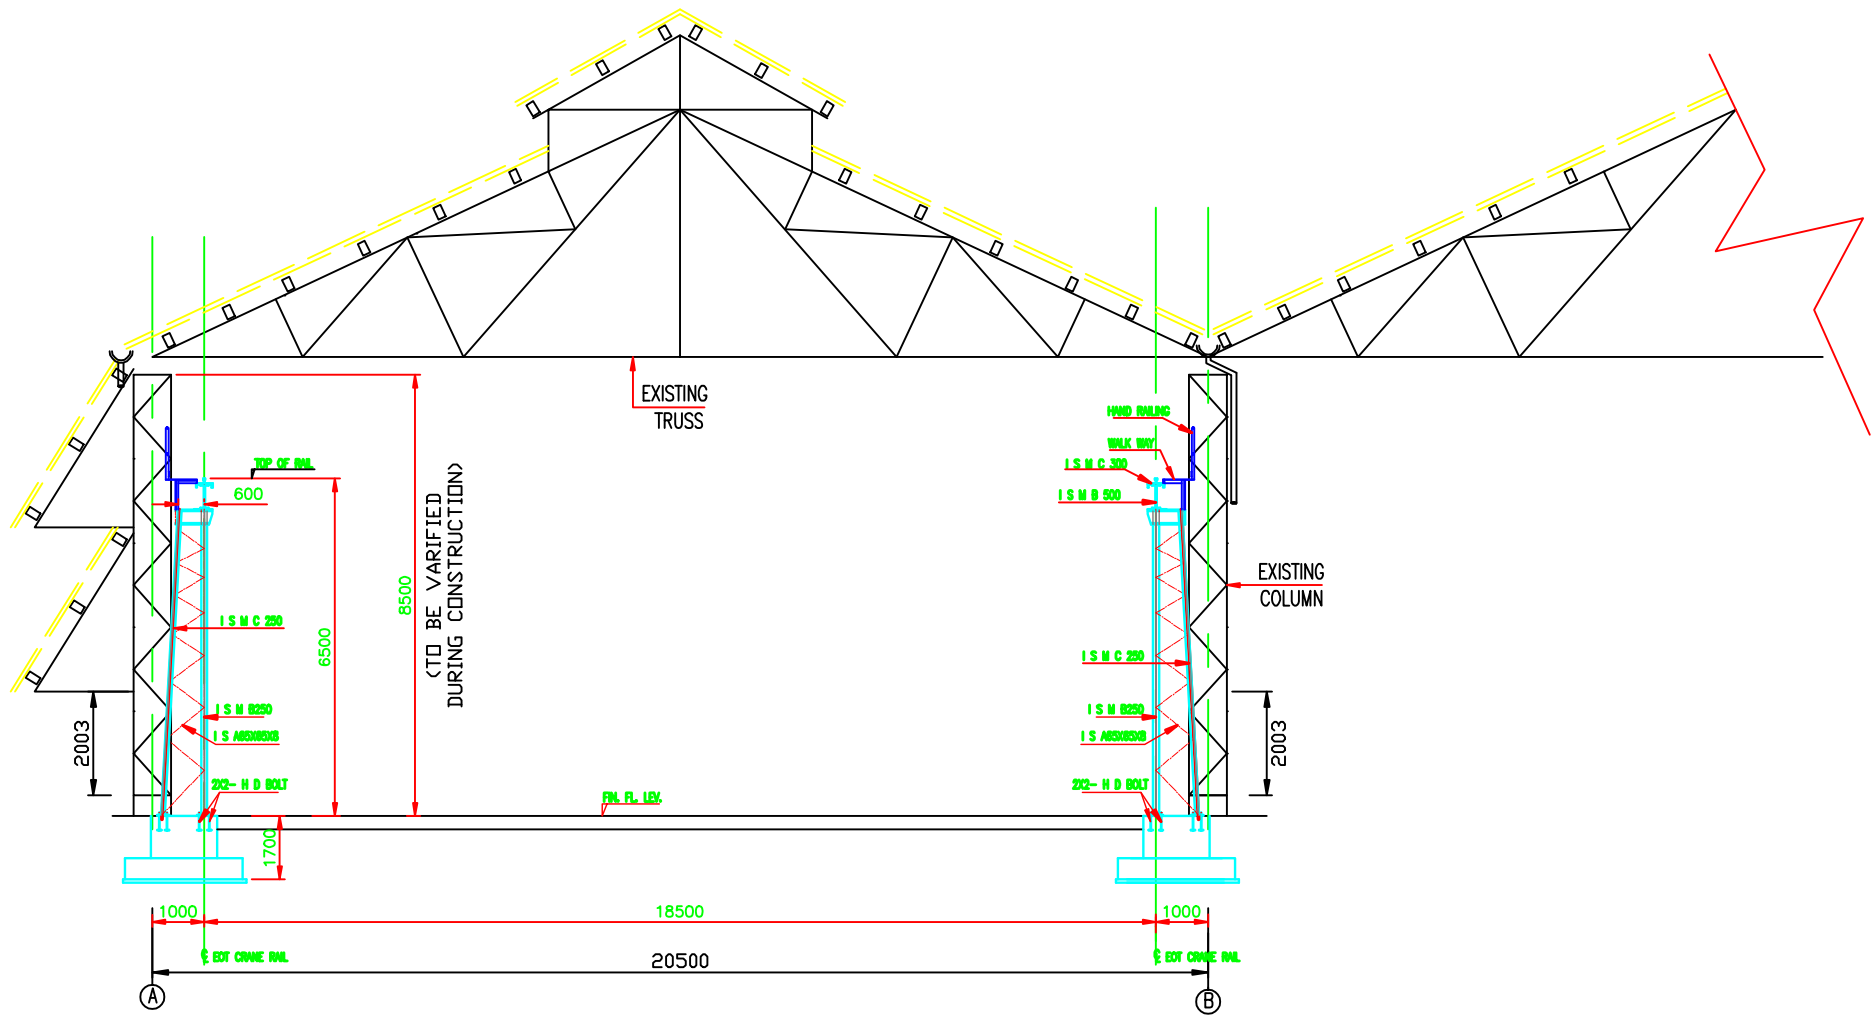 EXISTING
TRUSS
HAND RAILING
WALK WAY
I S M C 300
I S M B 500
TOP OF RAIL
600
8500
(TO BE VARIFIED
DURING CONSTRUCTION)
EXISTING
COLUMN
I S M C 250
6500
I S M C 250
I S M B250
I S A65X65X8
2X2- H D BOLT
I S M B250
I S A65X65X8
2X2- H D BOLT
2003
2003
FIN. FL. LEV.
1700
1000
18500
1000
℄ EOT CRANE RAIL
℄ EOT CRANE RAIL
20500
A
B